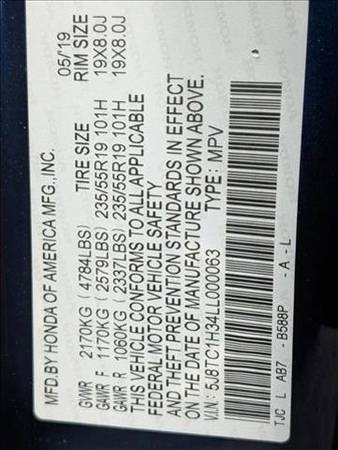 MFD.BY HONDA OF AMERICA MFG.,INC. 05/19
GVWR 2170KG (4784LBS) TIRE SIZE RIM SIZE
GAWR F 1170KG (2579LBS) 235/55R19 101H 19X8.0J
GAWR R 1060KG (2337LBS) 235/55R19 101H 19X8.0J
THIS VEHICLE CONFORMS TO ALL APPLICABLE
FEDERAL MOTOR VEHICLE SAFETY
AND THEFT PREVENTION STANDARDS IN EFFECT
ON THE DATE OF MANUFACTURE SHOWN ABOVE.
V.I.N.: 5J8TC1H34LL000063
TYPE: MPV
TJC L AB7 - B588P - A - L